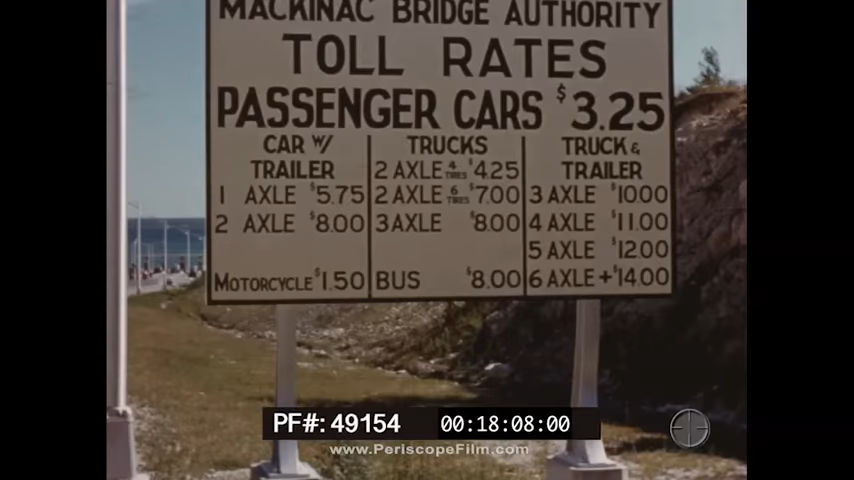 MACKINAC BRIDGE AUTHORITY
TOLL RATES
PASSENGER CARS $3.25
CAR W/ TRAILER
1 AXLE $5.75
2 AXLE $8.00
MOTORCYCLE $1.50
TRUCKS
2 AXLE 4 TIRES $4.25
2 AXLE 6 TIRES $7.00
3 AXLE $8.00
BUS $8.00
TRUCK & TRAILER
3 AXLE $10.00
4 AXLE $11.00
5 AXLE $12.00
6 AXLE + $14.00
PF#: 49154 00:18:08:00
www.PeriscopeFilm.com